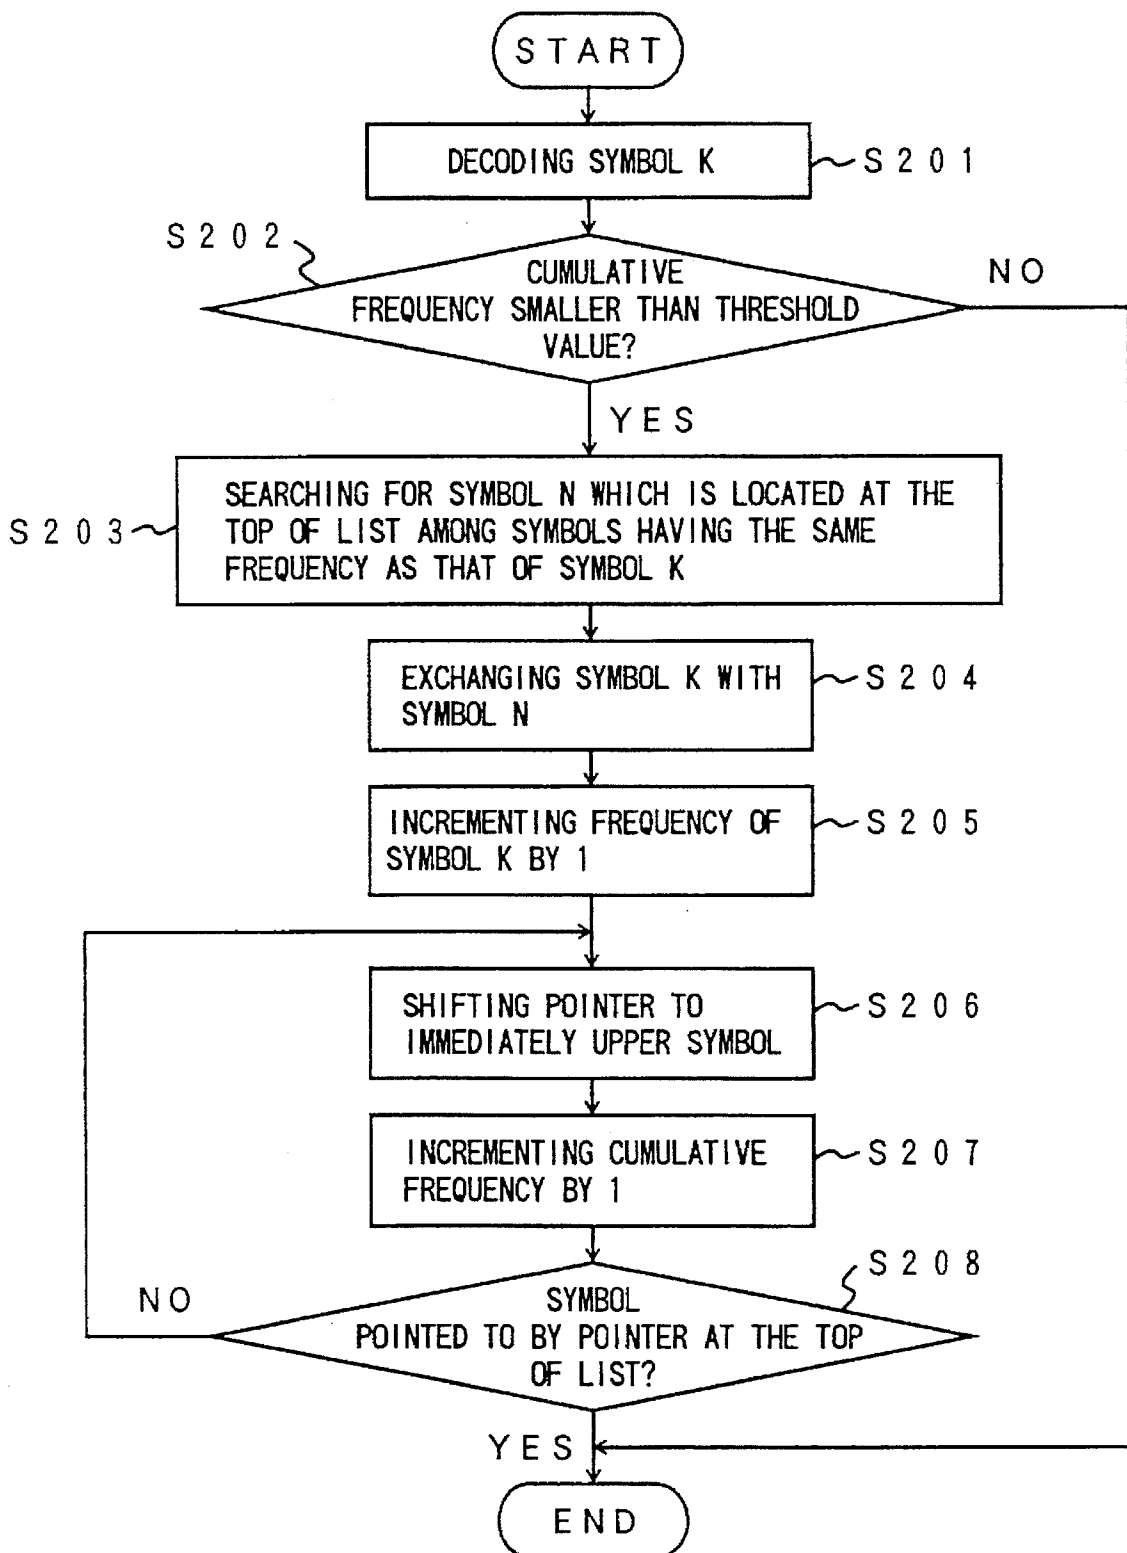 START
DECODING SYMBOL K
S201
S202
CUMULATIVE
FREQUENCY SMALLER THAN THRESHOLD
VALUE?
NO
YES
SEARCHING FOR SYMBOL N WHICH IS LOCATED AT THE
TOP OF LIST AMONG SYMBOLS HAVING THE SAME
FREQUENCY AS THAT OF SYMBOL K
S203
EXCHANGING SYMBOL K WITH
SYMBOL N
S204
INCREMENTING FREQUENCY OF
SYMBOL K BY 1
S205
SHIFTING POINTER TO
IMMEDIATELY UPPER SYMBOL
S206
INCREMENTING CUMULATIVE
FREQUENCY BY 1
S207
S208
NO
SYMBOL
POINTED TO BY POINTER AT THE TOP
OF LIST?
YES
END